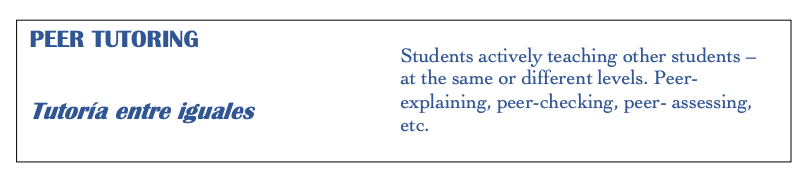 PEER TUTORING
Tutoría entre iguales
Students actively teaching other students –
at the same or different levels. Peer-
explaining, peer-checking, peer- assessing,
etc.